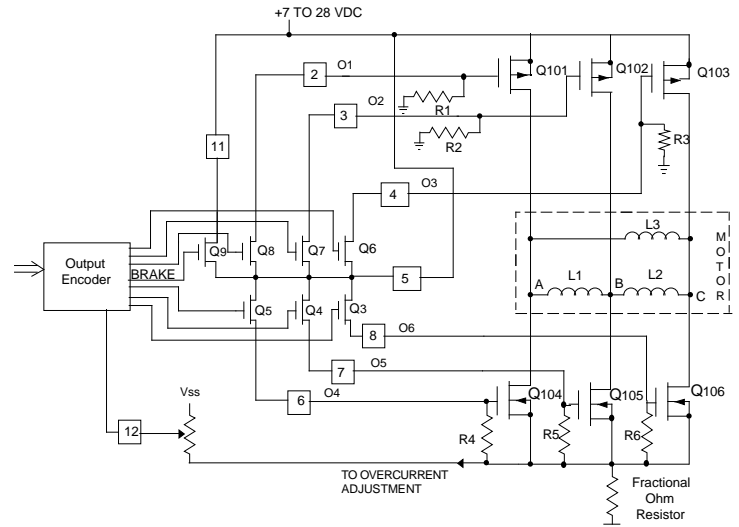 +7 TO 28 VDC
2
O1
Q101
Q102
Q103
R1
3
O2
R2
R3
11
4
O3
L3
MOTOR
Output
Encoder
BRAKE
Q9
Q8
Q7
Q6
5
A
L1
B
L2
C
Q5
Q4
Q3
8
O6
7
O5
6
O4
Q104
Q105
Q106
Vss
12
R4
R5
R6
TO OVERCURRENT
ADJUSTMENT
Fractional
Ohm
Resistor